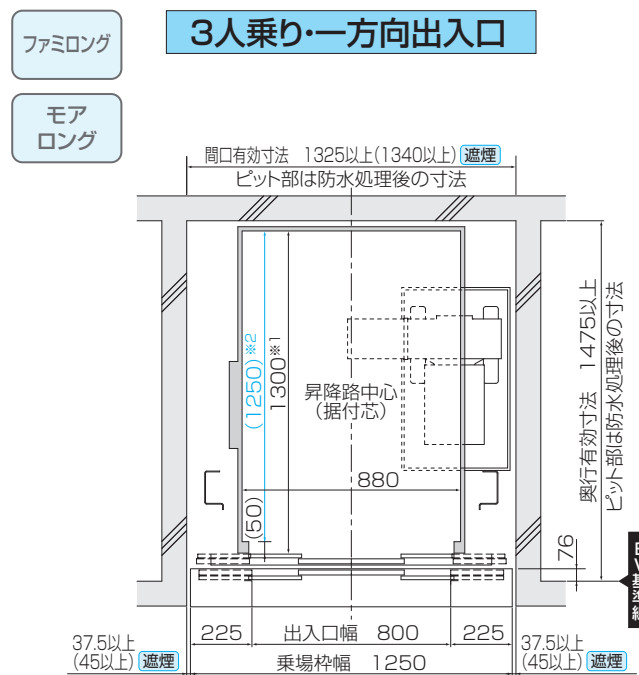 ファミロング
3人乗り・一方向出入口
モア
ロング
間口有効寸法 1325以上(1340以上) 遮煙
ピット部は防水処理後の寸法
(1250)※2
1300※1
昇降路中心
(据付芯)
奥行有効寸法 1475以上
ピット部は防水処理後の寸法
880
(50)
76
225
出入口幅 800
225
37.5以上
(45以上) 遮煙
乗場枠幅 1250
37.5以上
(45以上) 遮煙